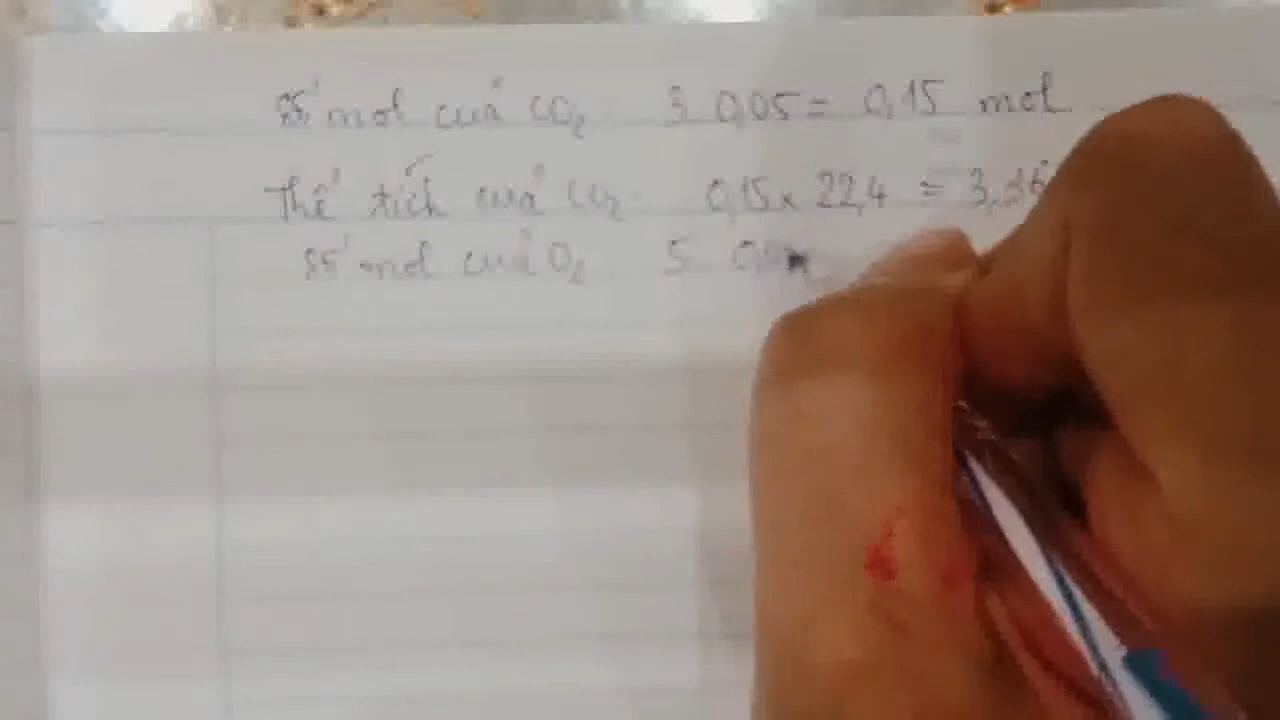 số mol của CO₂ 3 0,05 = 0,15 mol
Thể tích của CO₂ 0,15 x 22,4 = 3,36
số mol của O₂ 5